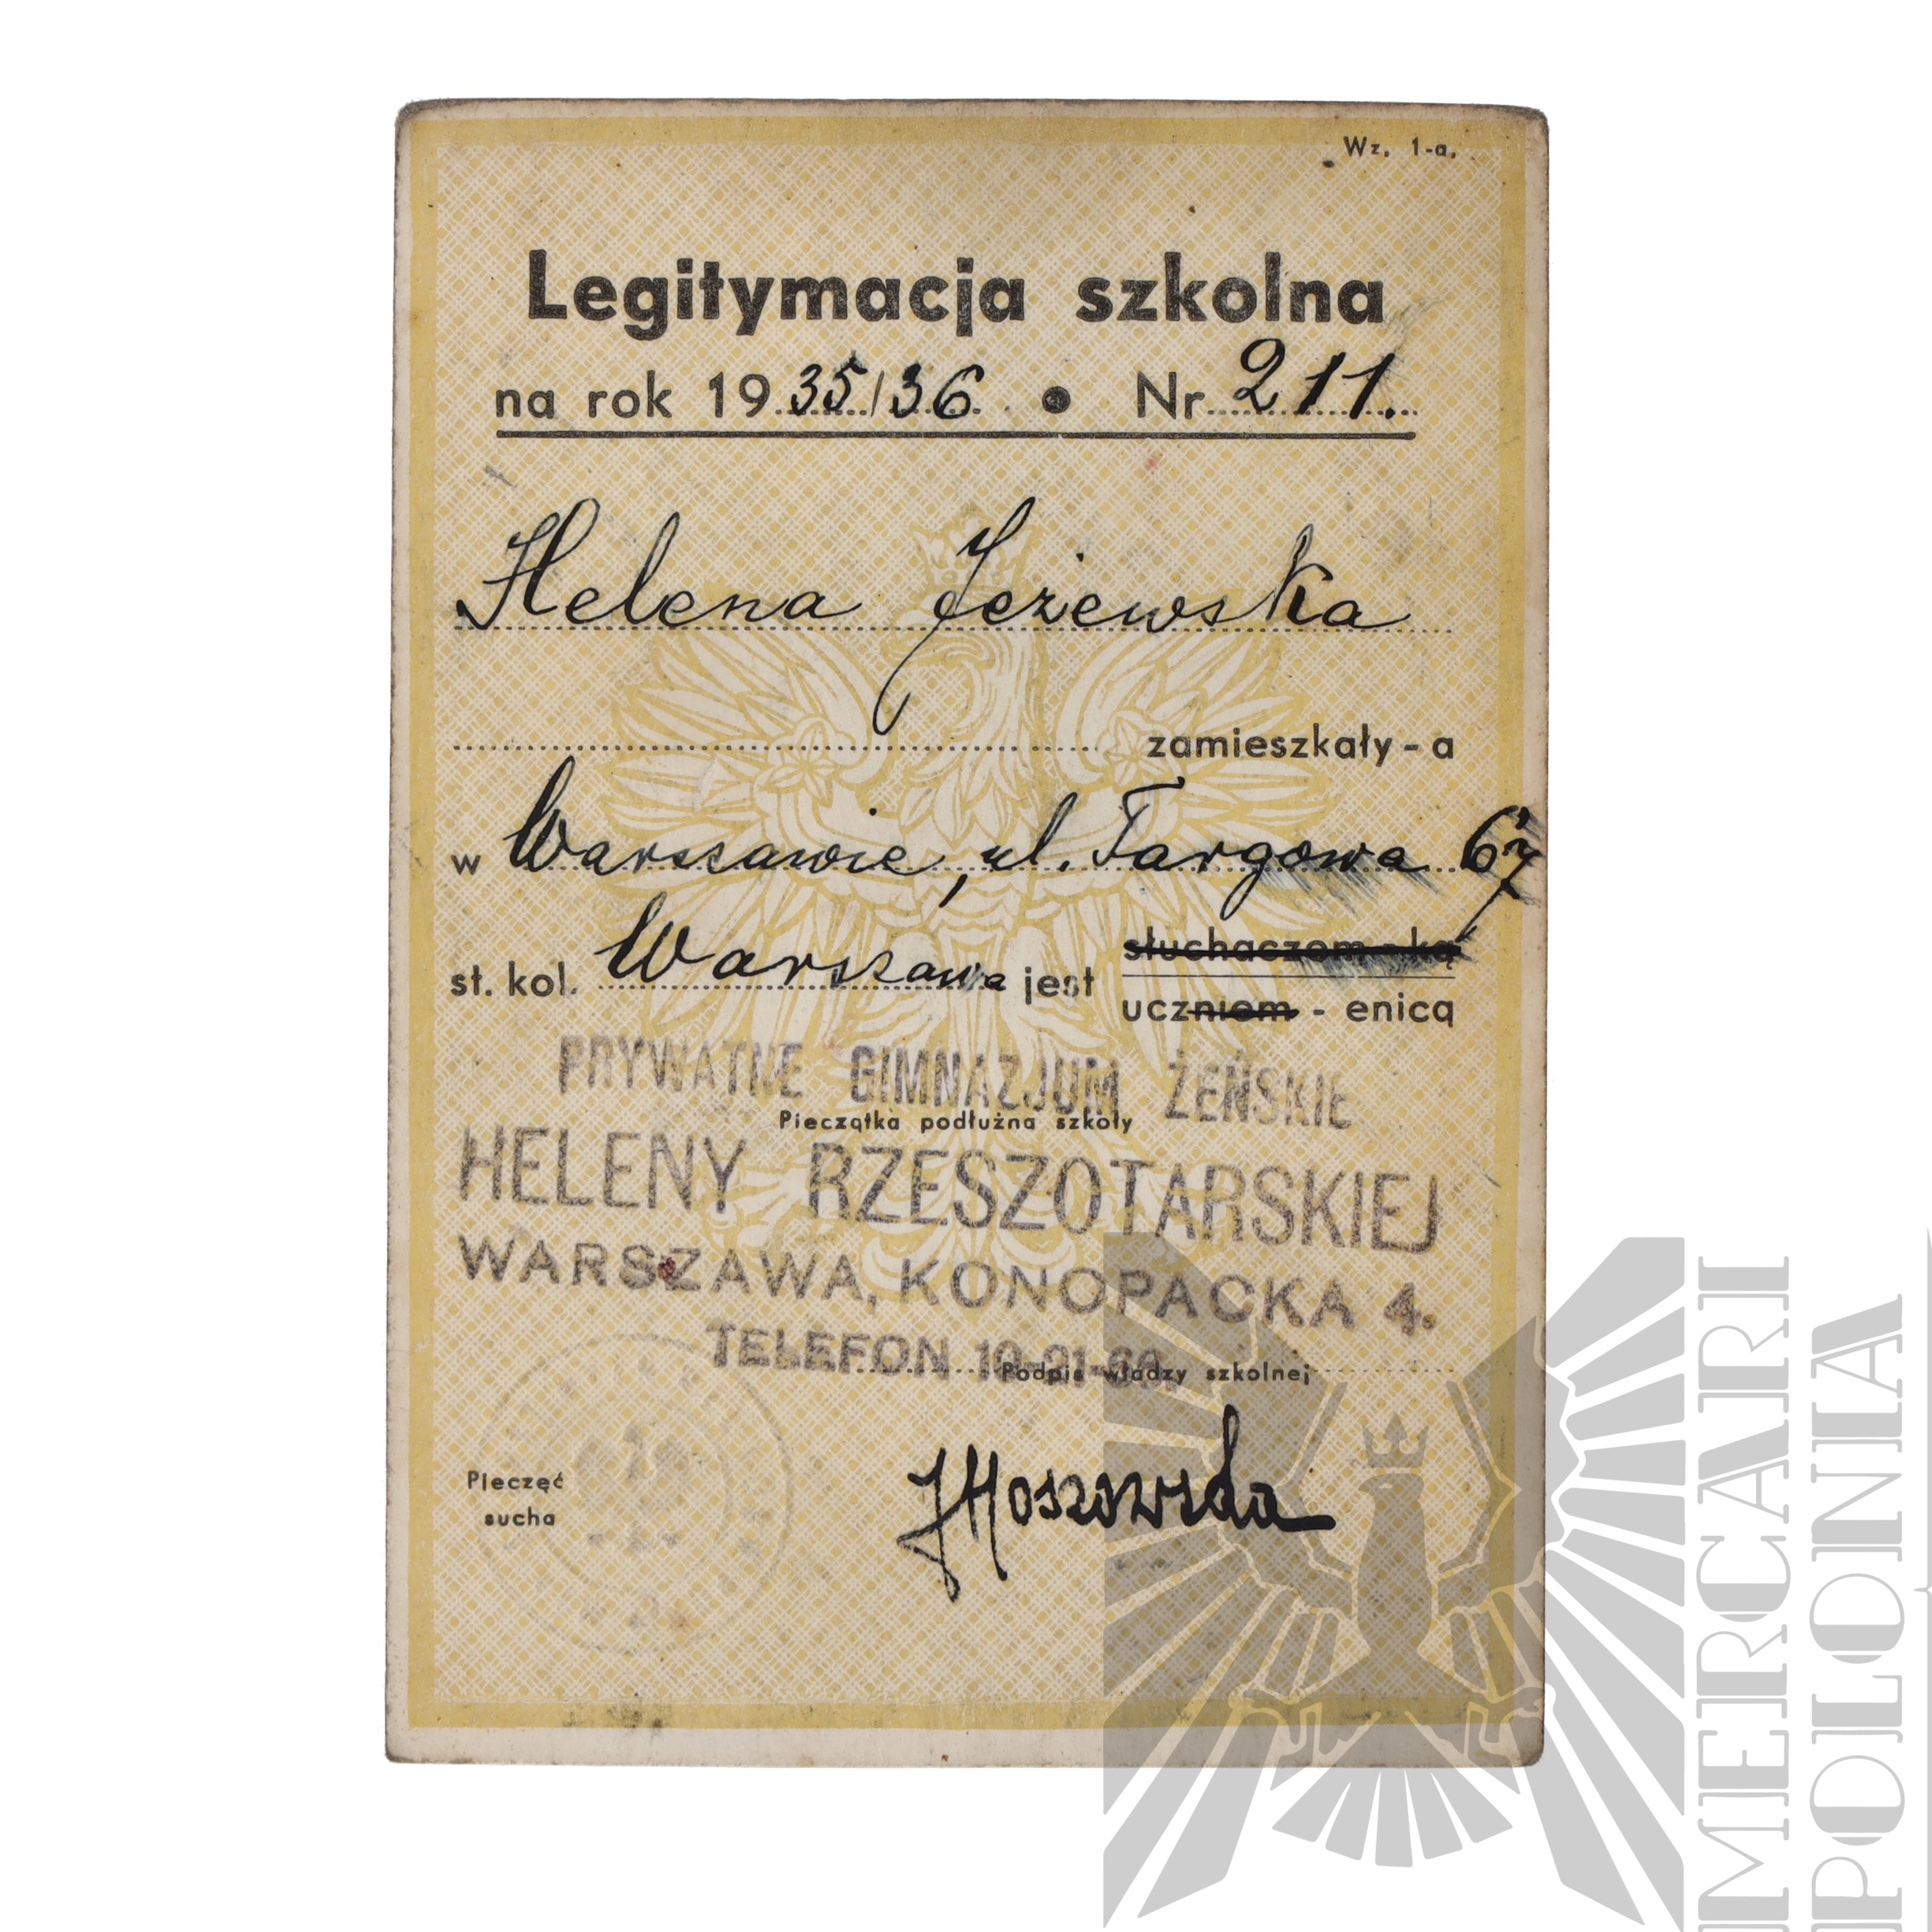 Wz. 1-a.
Legitymacja szkolna
na rok 1935/36 • Nr 211.
Helena Jeżewska
zamieszkały-a
w Warszawie, ul. Targowa 67
st. kol. Warszawa jest słuchaczem-ką
uczniem - enicą
PRYWATNE GIMNAZJUM ŻEŃSKIE
Pieczątka podłużna szkoły
HELENY RZESZOTARSKIEJ
WARSZAWA, KONOPACKA 4.
TELEFON
Podpis władzy szkolnej
Pieczęć
sucha
MERCARI
POLONIA